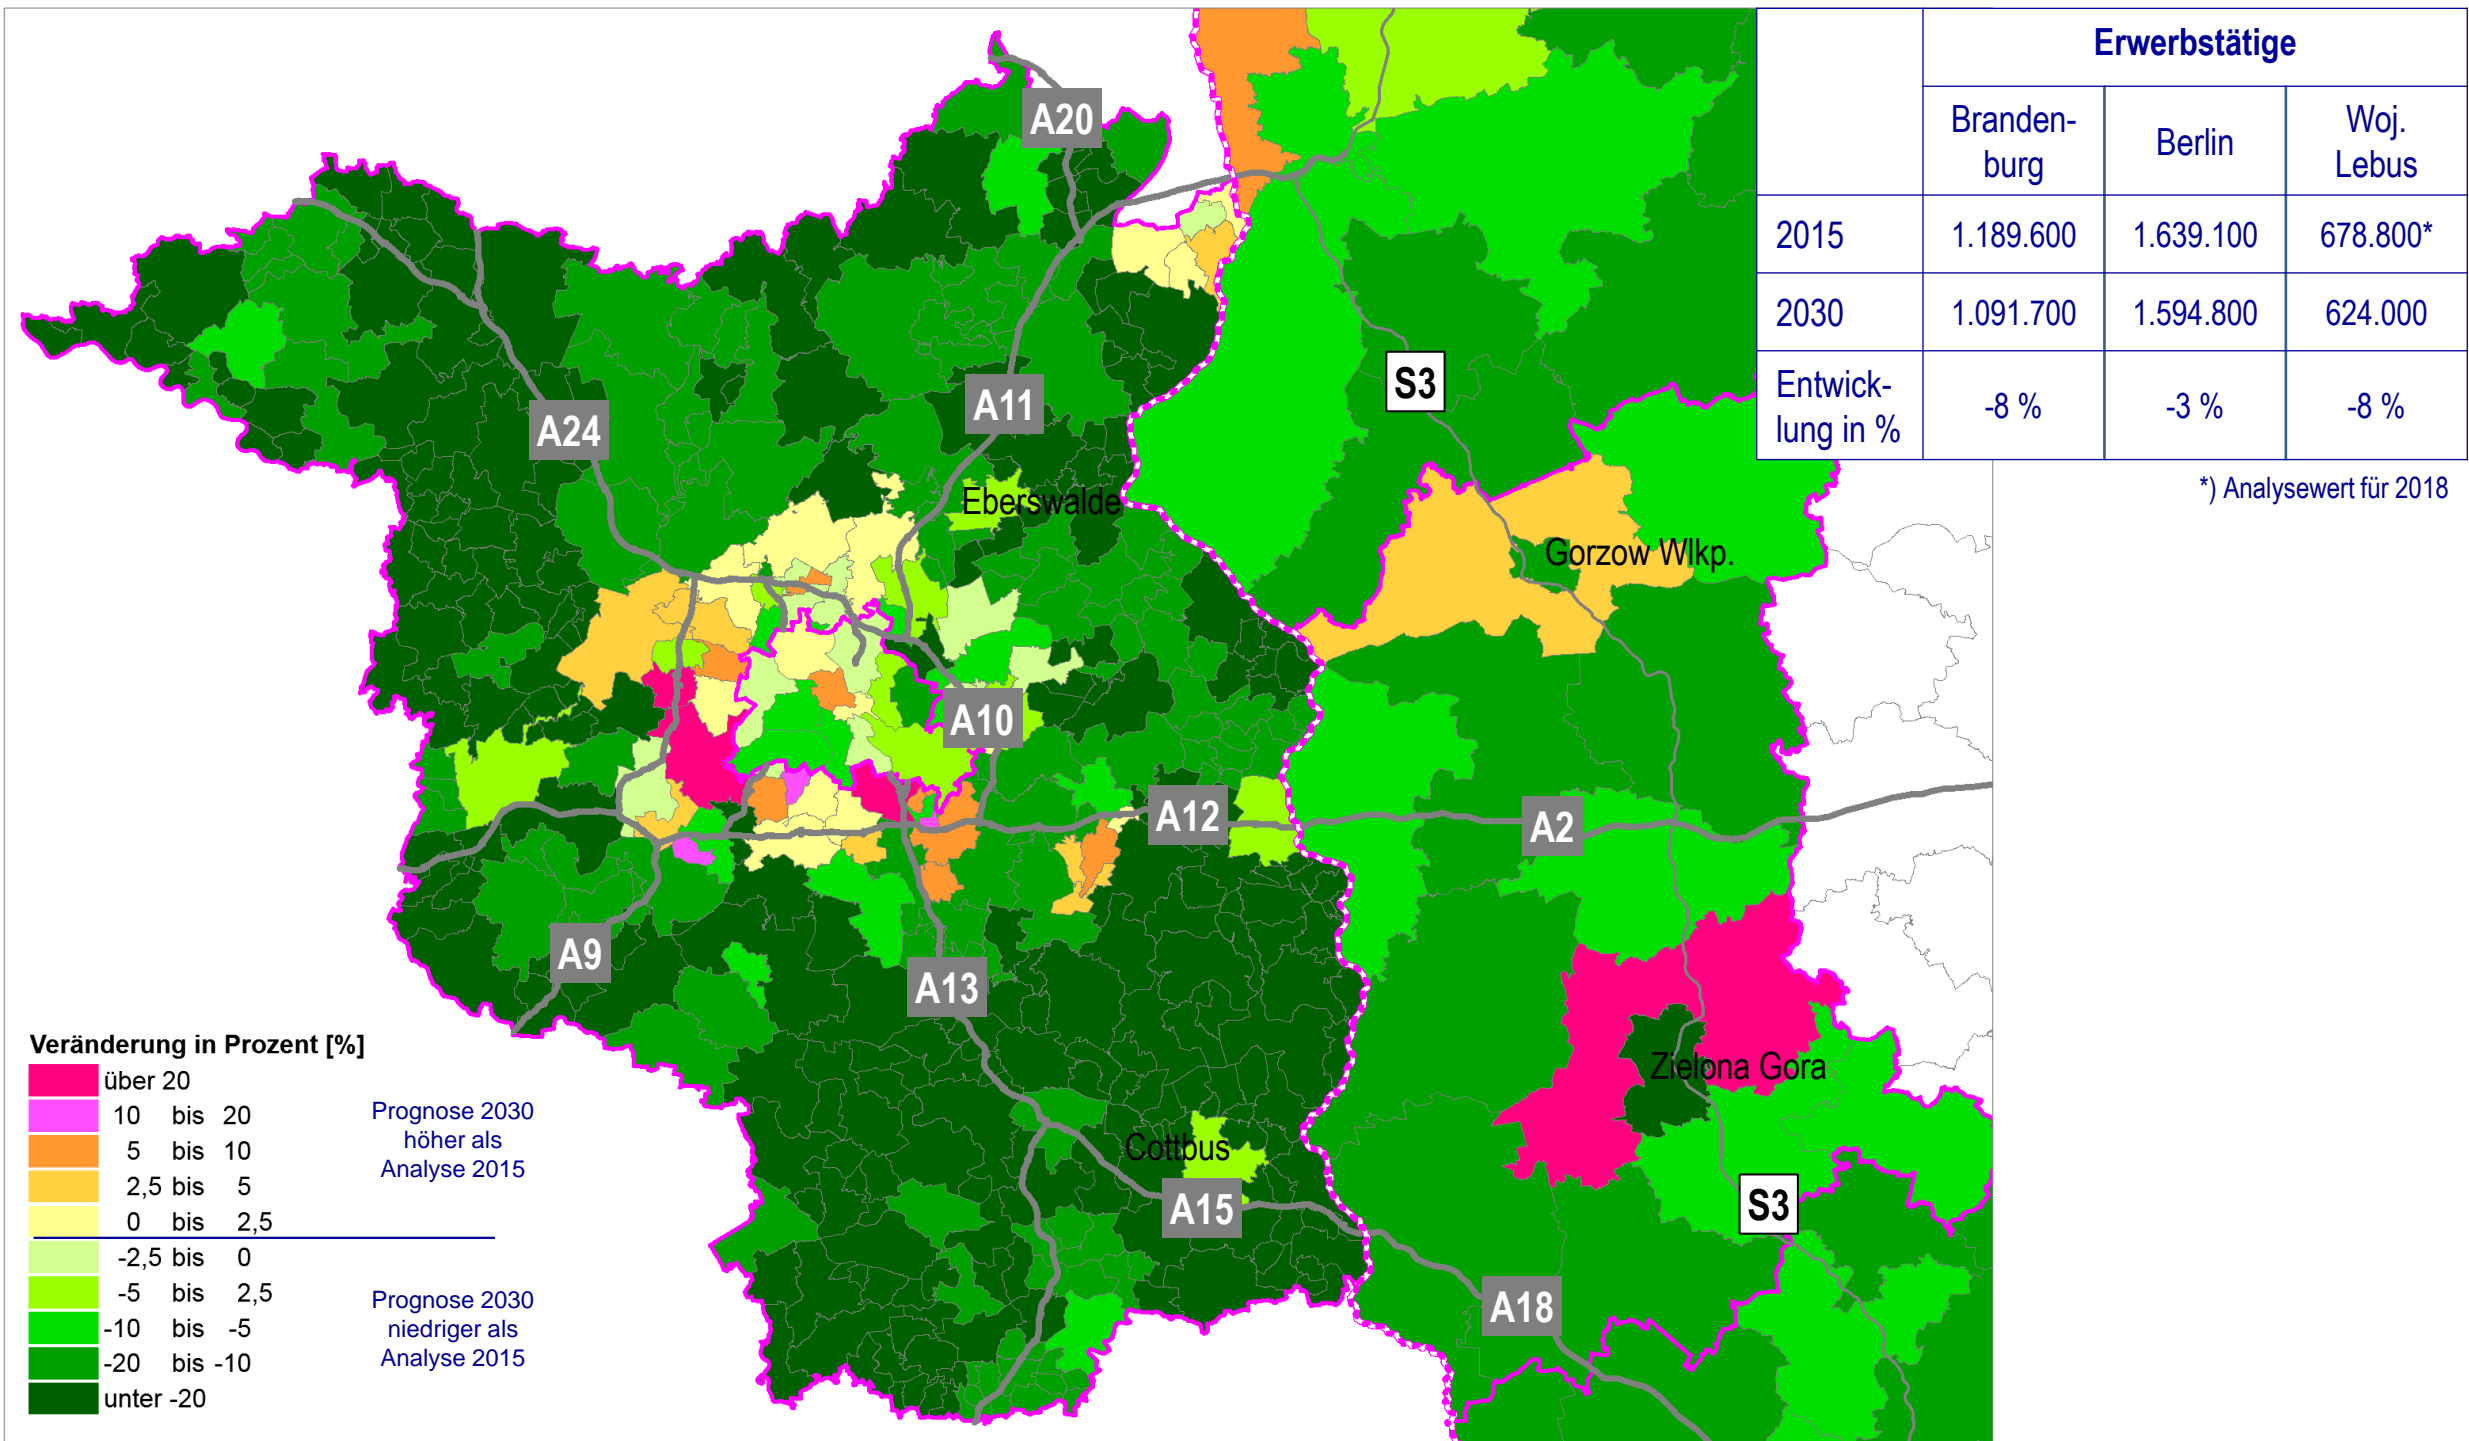 Erwerbstätige
Branden-
burg
Berlin
Woj.
Lebus
2015
1.189.600
1.639.100
678.800*
2030
1.091.700
1.594.800
624.000
Entwick-
lung in %
-8 %
-3 %
-8 %
*) Analysewert für 2018
A20
A11
A24
S3
Eberswalde
Gorzow Wlkp.
A10
A12
A2
A9
A13
Zielona Gora
Cottbus
A15
S3
A18
Veränderung in Prozent [%]
über 20
10 bis 20
5 bis 10
2,5 bis 5
0 bis 2,5
-2,5 bis 0
-5 bis 2,5
-10 bis -5
-20 bis -10
unter -20
Prognose 2030
höher als
Analyse 2015
Prognose 2030
niedriger als
Analyse 2015